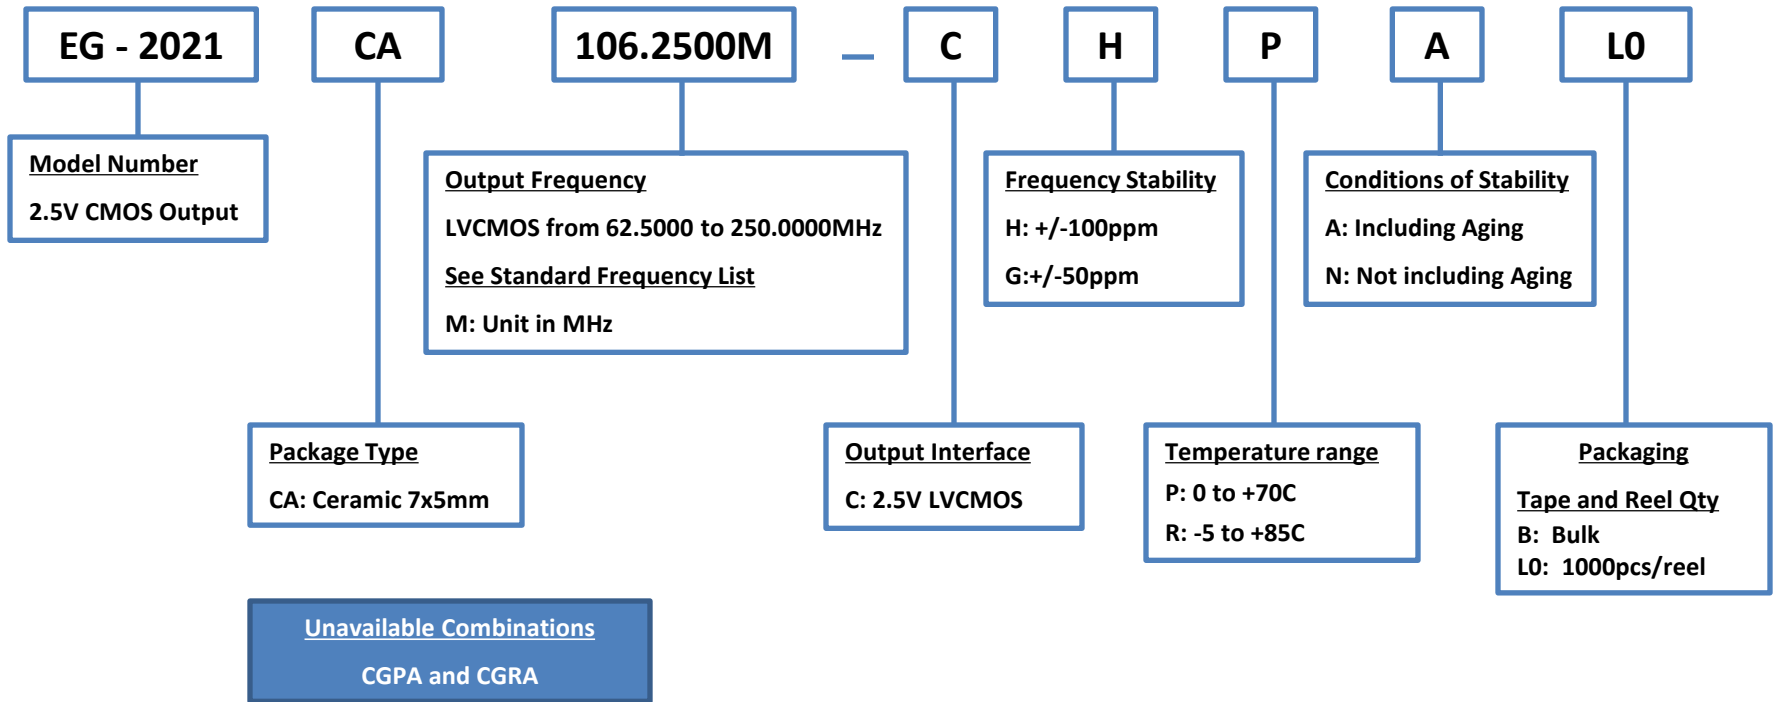 EG - 2021 CA 106.2500M _ C H P A L0
Model Number
2.5V CMOS Output
Output Frequency
LVCMOS from 62.5000 to 250.0000MHz
See Standard Frequency List
M: Unit in MHz
Frequency Stability
H: +/-100ppm
G:+/-50ppm
Conditions of Stability
A: Including Aging
N: Not including Aging
Package Type
CA: Ceramic 7x5mm
Output Interface
C: 2.5V LVCMOS
Temperature range
P: 0 to +70C
R: -5 to +85C
Packaging
Tape and Reel Qty
B: Bulk
L0: 1000pcs/reel
Unavailable Combinations
CGPA and CGRA